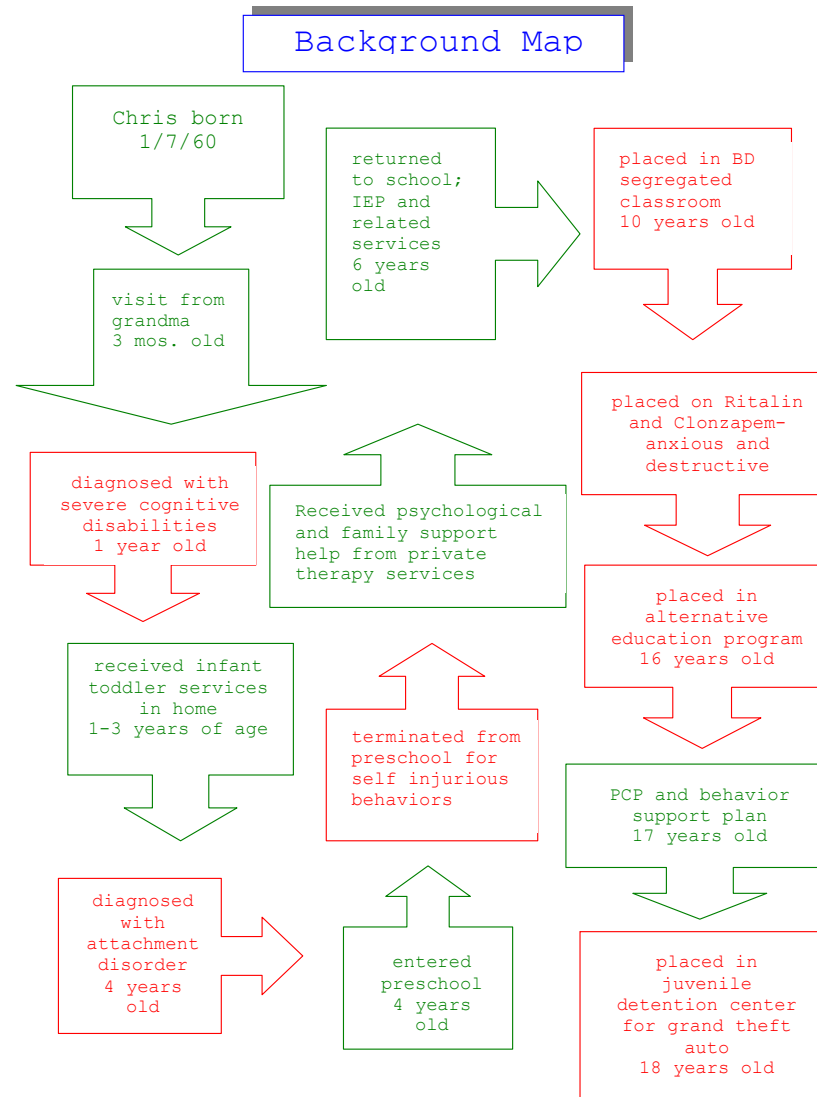 Background Map
Chris born
1/7/60
visit from
grandma
3 mos. old
diagnosed with
severe cognitive
disabilities
1 year old
received infant
toddler services
in home
1-3 years of age
diagnosed
with
attachment
disorder
4 years
old
entered
preschool
4 years
old
terminated from
preschool for
self injurious
behaviors
Received psychological
and family support
help from private
therapy services
returned
to school;
IEP and
related
services
6 years
old
placed in BD
segregated
classroom
10 years old
placed on Ritalin
and Clonzapem-
anxious and
destructive
placed in
alternative
education program
16 years old
PCP and behavior
support plan
17 years old
placed in
juvenile
detention center
for grand theft
auto
18 years old